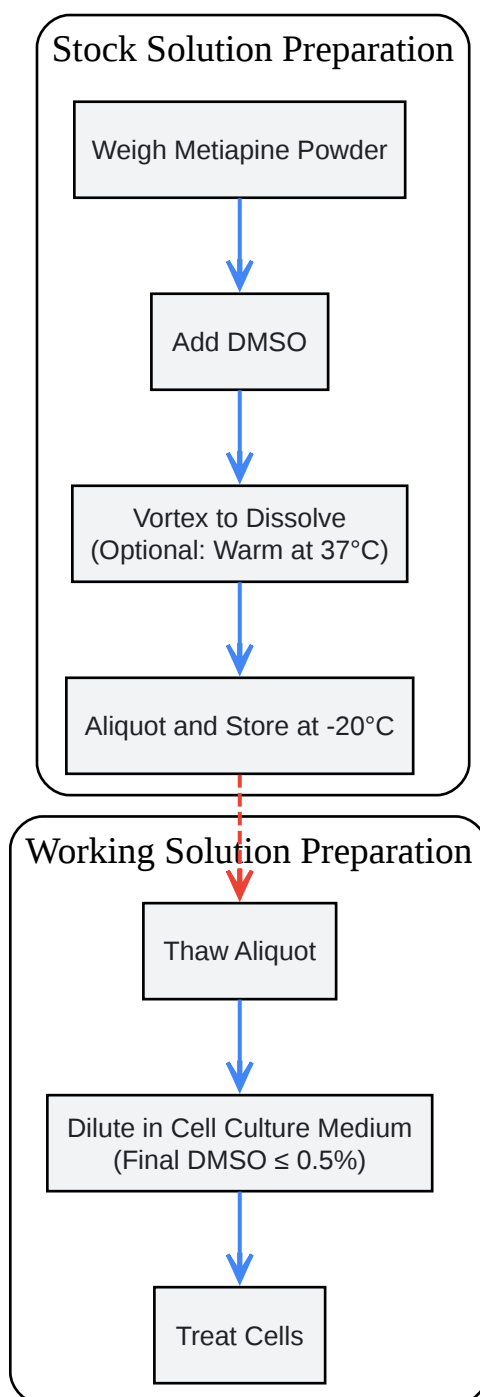 Stock Solution Preparation
Weigh Metiapine Powder
Add DMSO
Vortex to Dissolve
(Optional: Warm at 37°C)
Aliquot and Store at -20°C
Working Solution Preparation
Thaw Aliquot
Dilute in Cell Culture Medium
(Final DMSO ≤ 0.5%)
Treat Cells